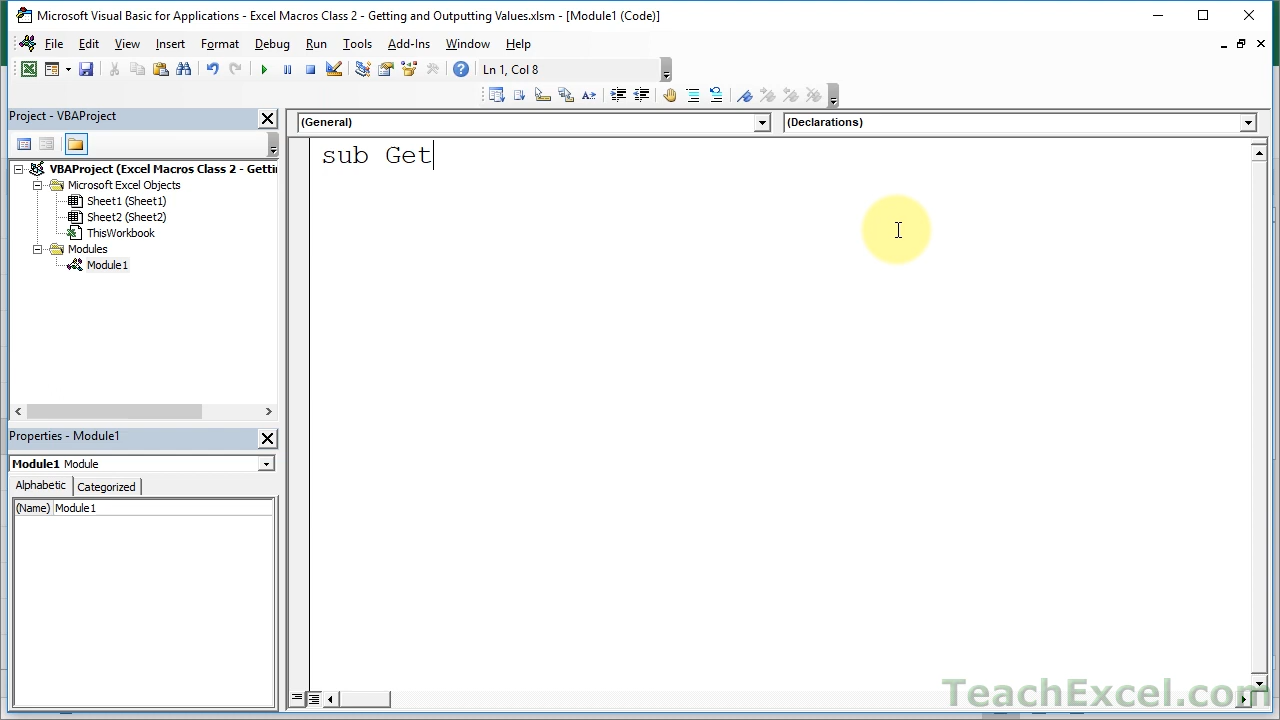 Microsoft Visual Basic for Applications - Excel Macros Class 2 - Getting and Outputting Values.xlsm - [Module1 (Code)]
File Edit View Insert Format Debug Run Tools Add-Ins Window Help
Ln 1, Col 8
Project - VBAProject
VBAProject (Excel Macros Class 2 - Getti
Microsoft Excel Objects
Sheet1 (Sheet1)
Sheet2 (Sheet2)
ThisWorkbook
Modules
Module1
Properties - Module1
Module1 Module
Alphabetic Categorized
(Name) Module1
(General) (Declarations)
sub Get
TeachExcel.com